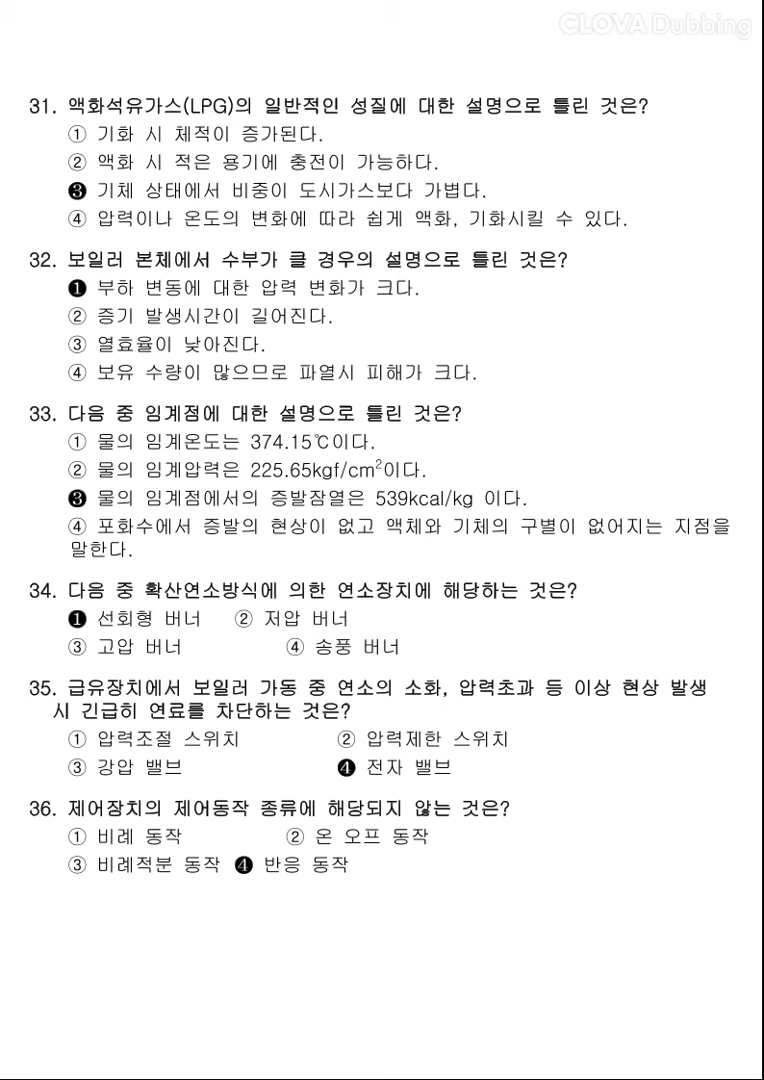 CLOVA Dubbing
31. 액화석유가스(LPG)의 일반적인 성질에 대한 설명으로 틀린 것은?
① 기화 시 체적이 증가된다.
② 액화 시 적은 용기에 충전이 가능하다.
❸ 기체 상태에서 비중이 도시가스보다 가볍다.
④ 압력이나 온도의 변화에 따라 쉽게 액화, 기화시킬 수 있다.
32. 보일러 본체에서 수부가 클 경우의 설명으로 틀린 것은?
❶ 부하 변동에 대한 압력 변화가 크다.
② 증기 발생시간이 길어진다.
③ 열효율이 낮아진다.
④ 보유 수량이 많으므로 파열시 피해가 크다.
33. 다음 중 임계점에 대한 설명으로 틀린 것은?
① 물의 임계온도는 374.15℃이다.
② 물의 임계압력은 225.65kgf/cm²이다.
❸ 물의 임계점에서의 증발잠열은 539kcal/kg 이다.
④ 포화수에서 증발의 현상이 없고 액체와 기체의 구별이 없어지는 지점을
말한다.
34. 다음 중 확산연소방식에 의한 연소장치에 해당하는 것은?
❶ 선회형 버너 ② 저압 버너
③ 고압 버너 ④ 송풍 버너
35. 급유장치에서 보일러 가동 중 연소의 소화, 압력초과 등 이상 현상 발생
시 긴급히 연료를 차단하는 것은?
① 압력조절 스위치 ② 압력제한 스위치
③ 강압 밸브 ❹ 전자 밸브
36. 제어장치의 제어동작 종류에 해당되지 않는 것은?
① 비례 동작 ② 온 오프 동작
③ 비례적분 동작 ❹ 반응 동작